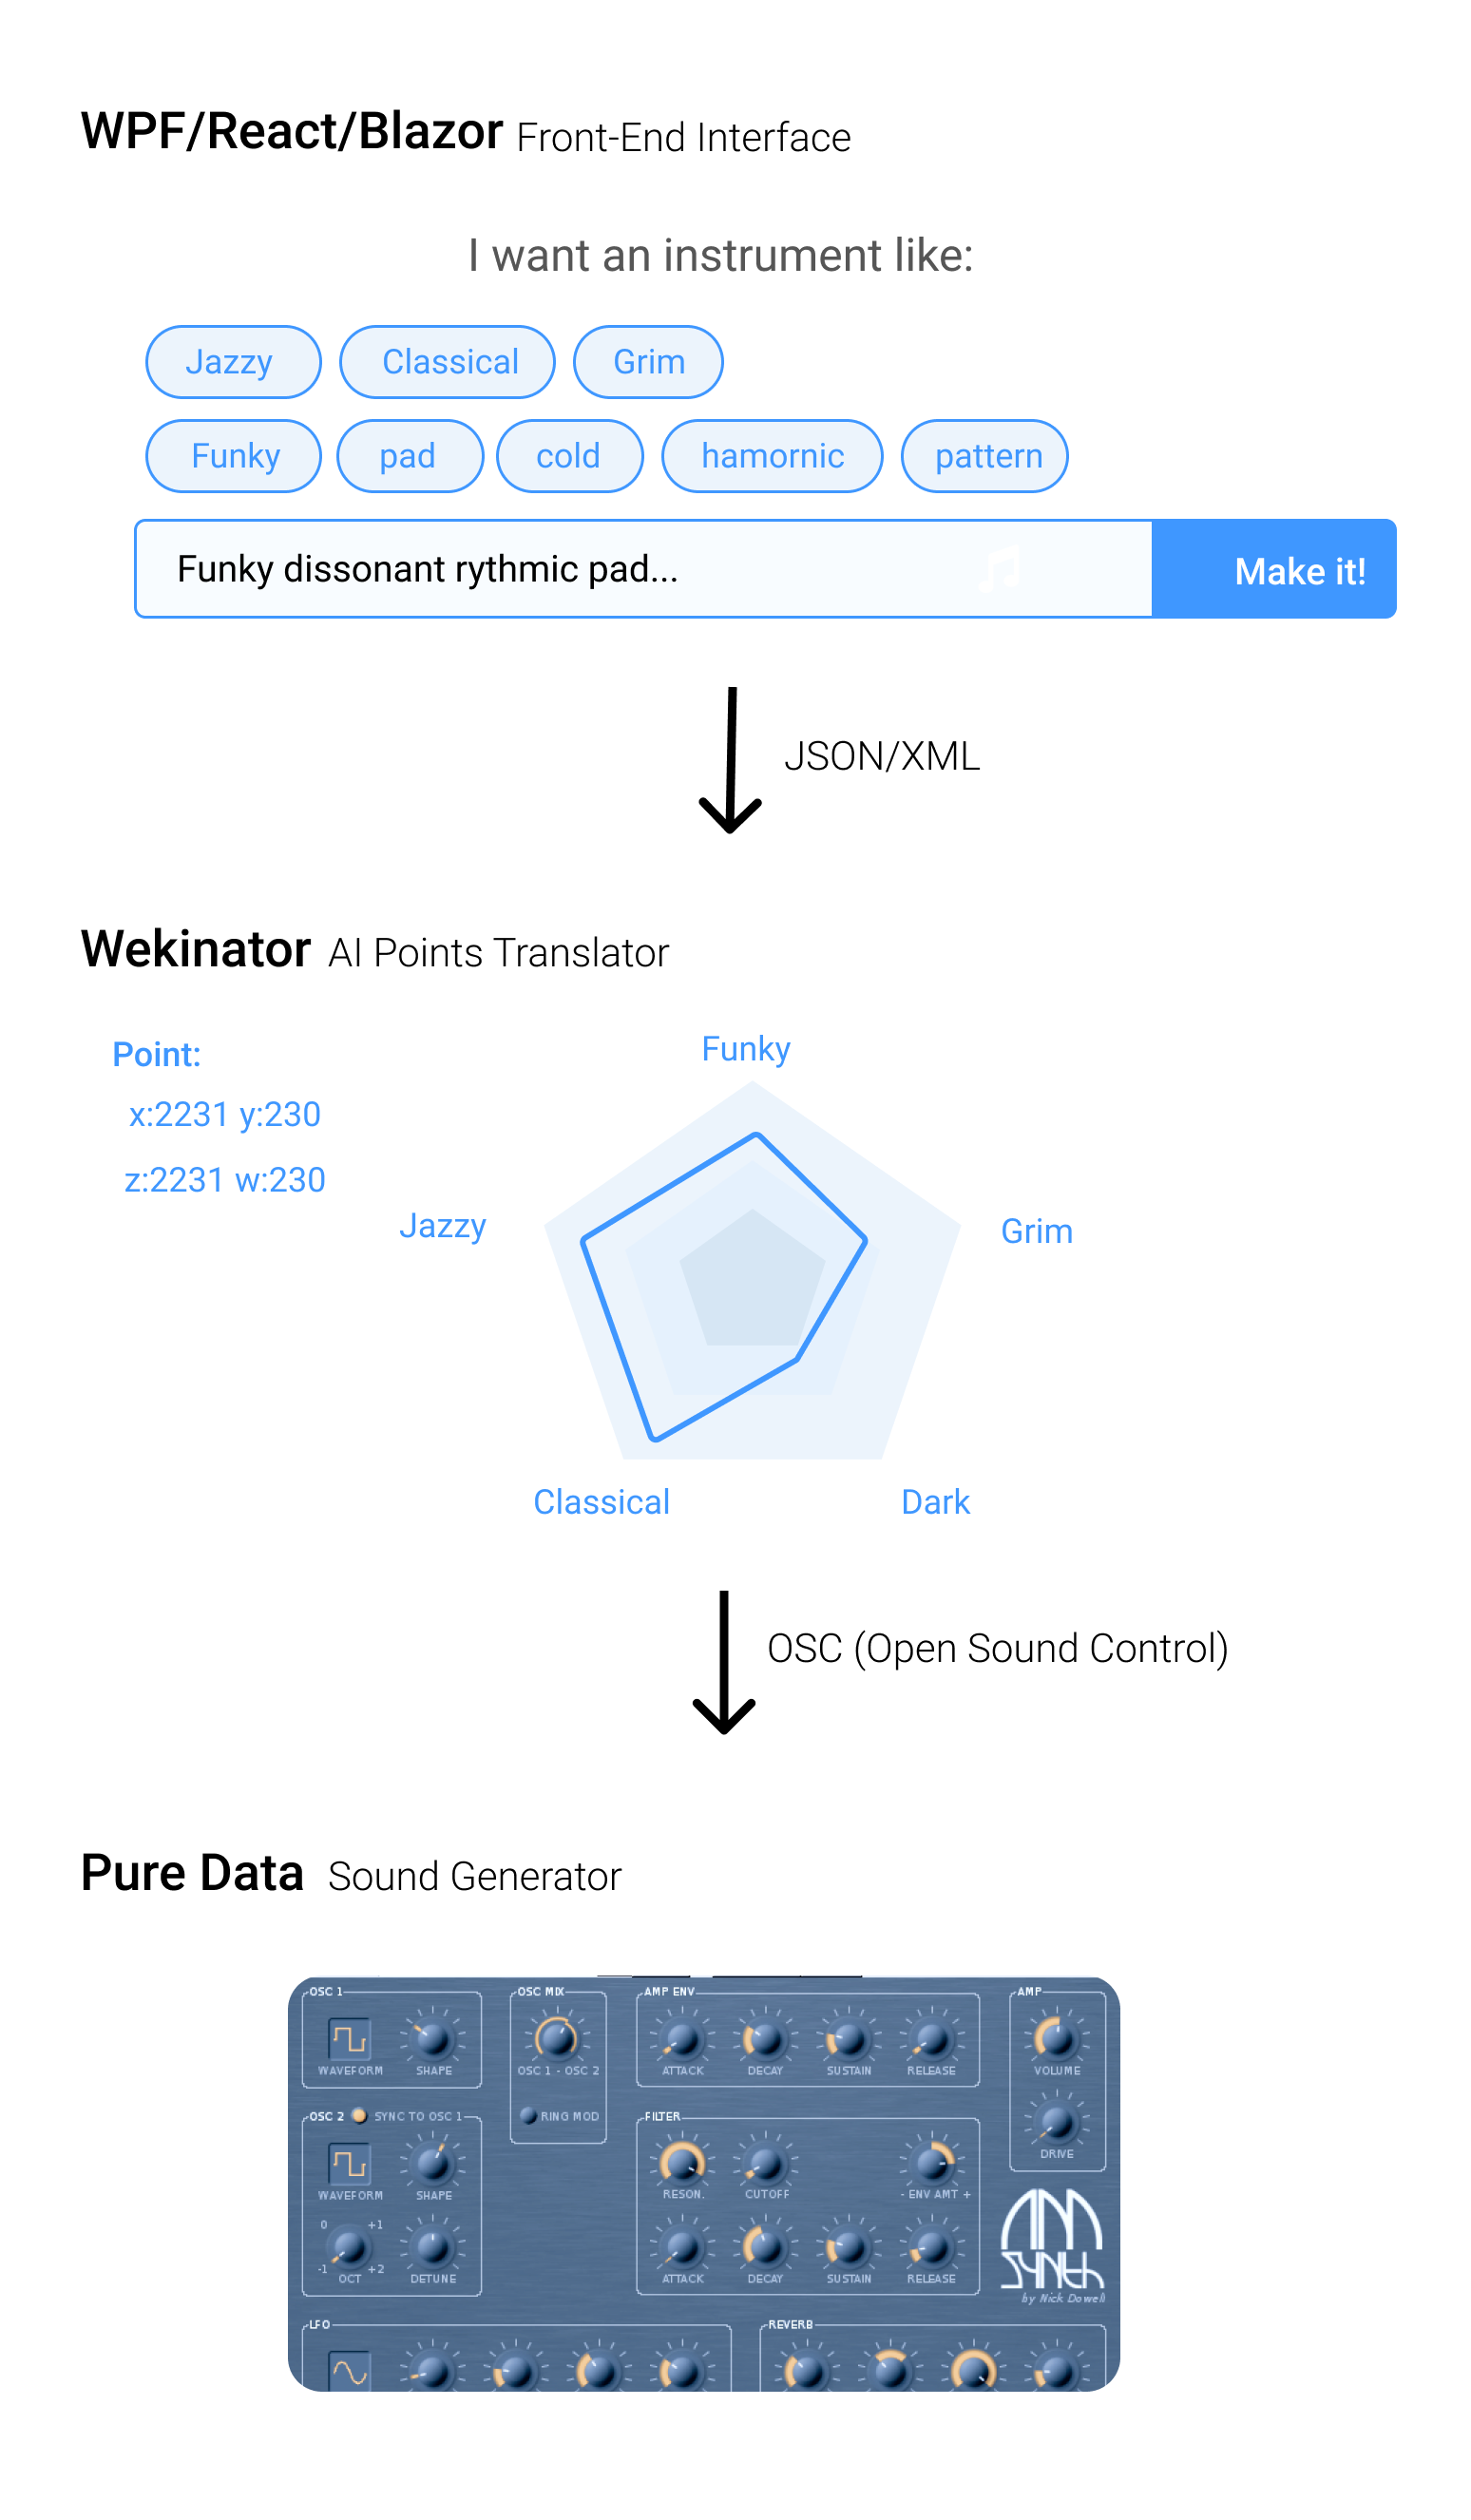 WPF/React/Blazor Front-End Interface
I want an instrument like:
Jazzy Classical Grim
Funky pad cold hamornic pattern
Funky dissonant rythmic pad... Make it!
JSON/XML
Wekinator AI Points Translator
Point:
x:2231 y:230
z:2231 w:230
Funky
Jazzy Grim
Classical Dark
OSC (Open Sound Control)
Pure Data Sound Generator
OSC 1 OSC MIX AMP ENV AMP
WAVEFORM SHAPE OSC 1 - OSC 2 ATTACK DECAY SUSTAIN RELEASE VOLUME
OSC 2 SYNC TO OSC 1 RING MOD FILTER
DRIVE
WAVEFORM SHAPE RESON. CUTOFF - ENV AMT +
0 +1
-1 +2
OCT DETUNE ATTACK DECAY SUSTAIN RELEASE
AM
SYNTH
by Nick Dowell
LFO REVERB